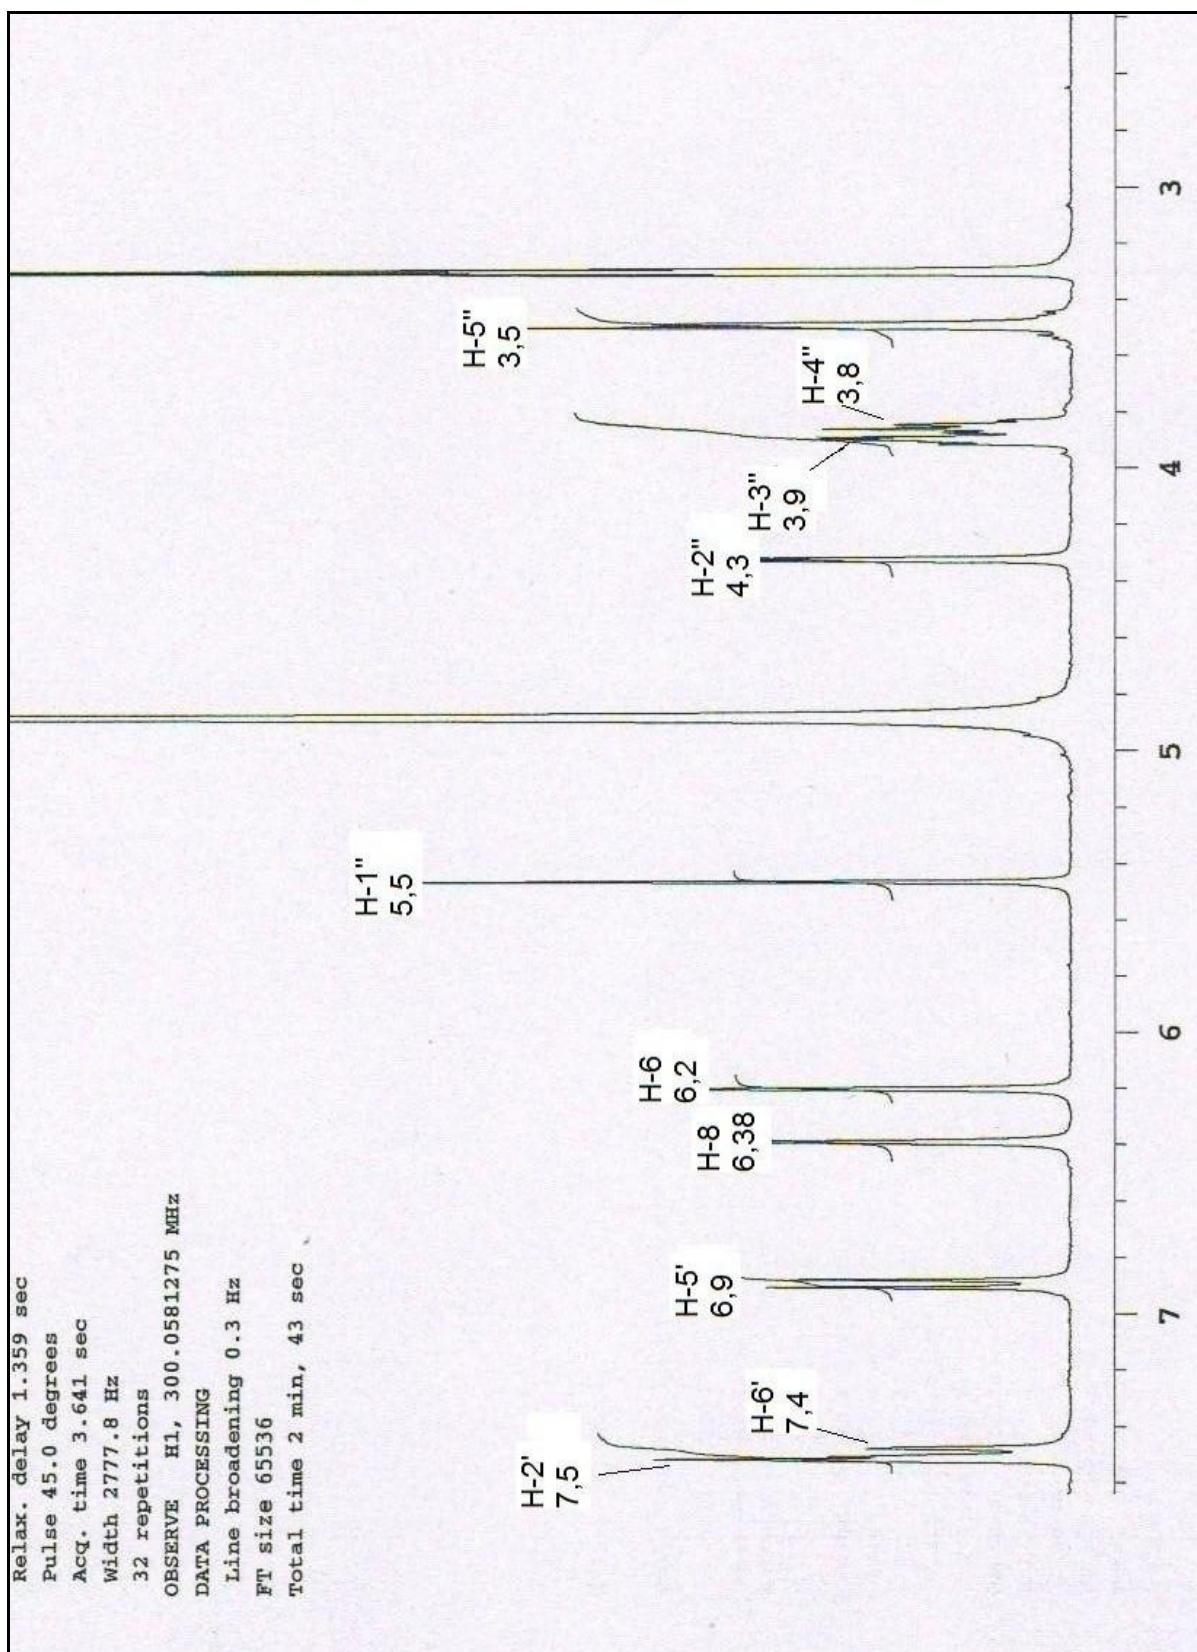 Relax. delay 1.359 sec
Pulse 45.0 degrees
Acq. time 3.641 sec
Width 2777.8 Hz
32 repetitions
OBSERVE H1, 300.0581275 MHz
DATA PROCESSING
Line broadening 0.3 Hz
FT size 65536
Total time 2 min, 43 sec
H-2'
7,5
H-6'
7,4
H-5'
6,9
H-8
6,38
H-6
6,2
H-1"
5,5
H-2"
4,3
H-3"
3,9
H-4"
3,8
H-5"
3,5
7
6
5
4
3